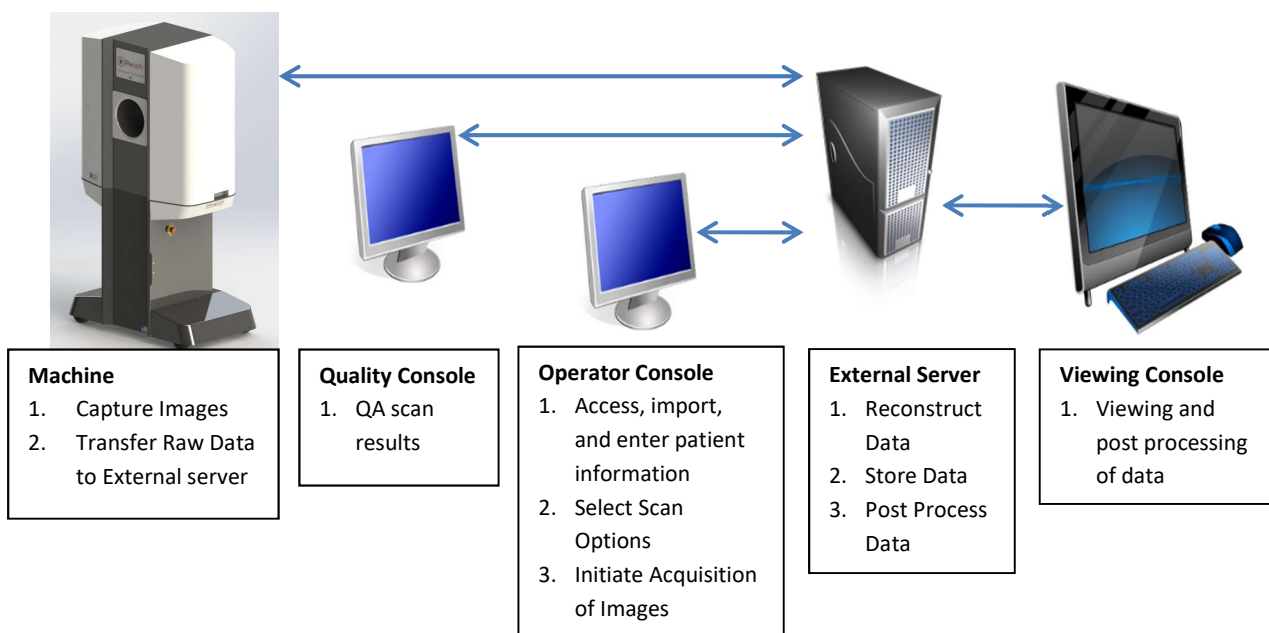 Machine
1. Capture Images
2. Transfer Raw Data
to External server
Quality Console
1. QA scan
results
Operator Console
1. Access, import,
and enter patient
information
2. Select Scan
Options
3. Initiate Acquisition
of Images
External Server
1. Reconstruct
Data
2. Store Data
3. Post Process
Data
Viewing Console
1. Viewing and
post processing
of data